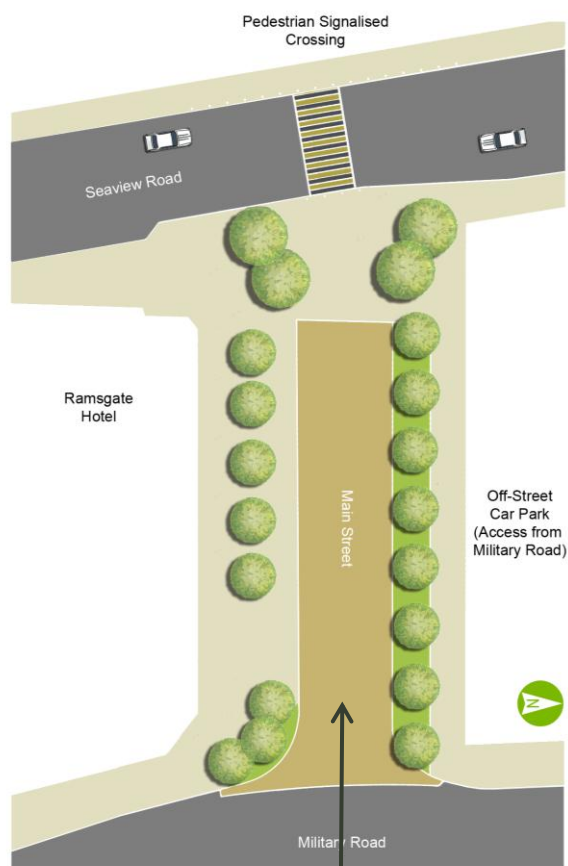 Pedestrian Signalised
Crossing
Seaview Road
Ramsgate
Hotel
Main Street
Off-Street
Car Park
(Access from
Military Road)
N
Military Road